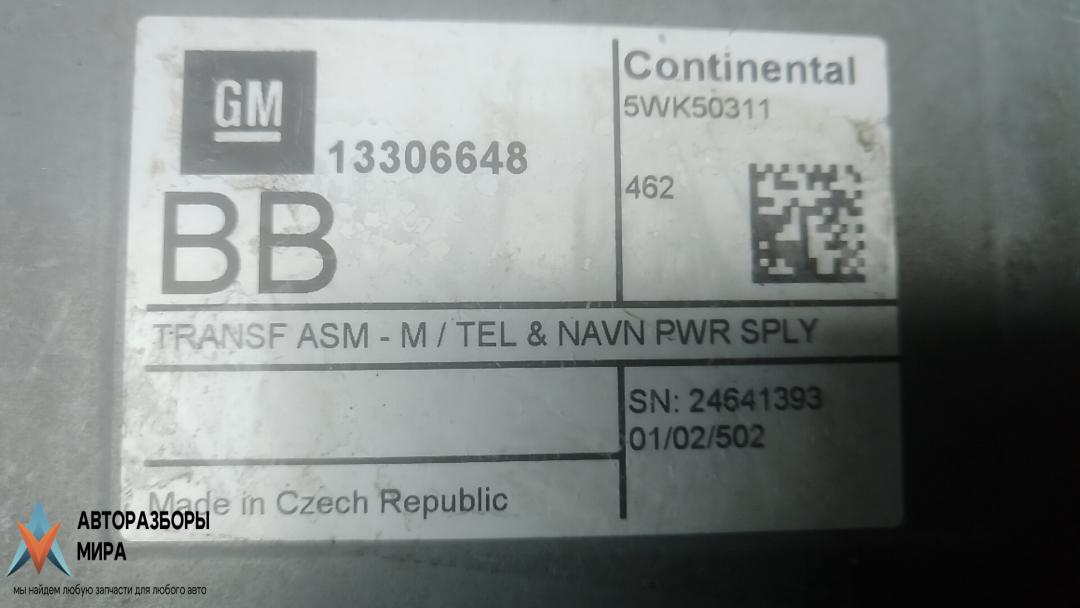 GM
13306648
BB
Continental
5WK50311
462
TRANSF ASM - M / TEL & NAVN PWR SPLY
SN: 24641393
01/02/502
Made in Czech Republic
АВТОРАЗБОРЫ
МИРА
мы найдем любую запчасти для любого авто